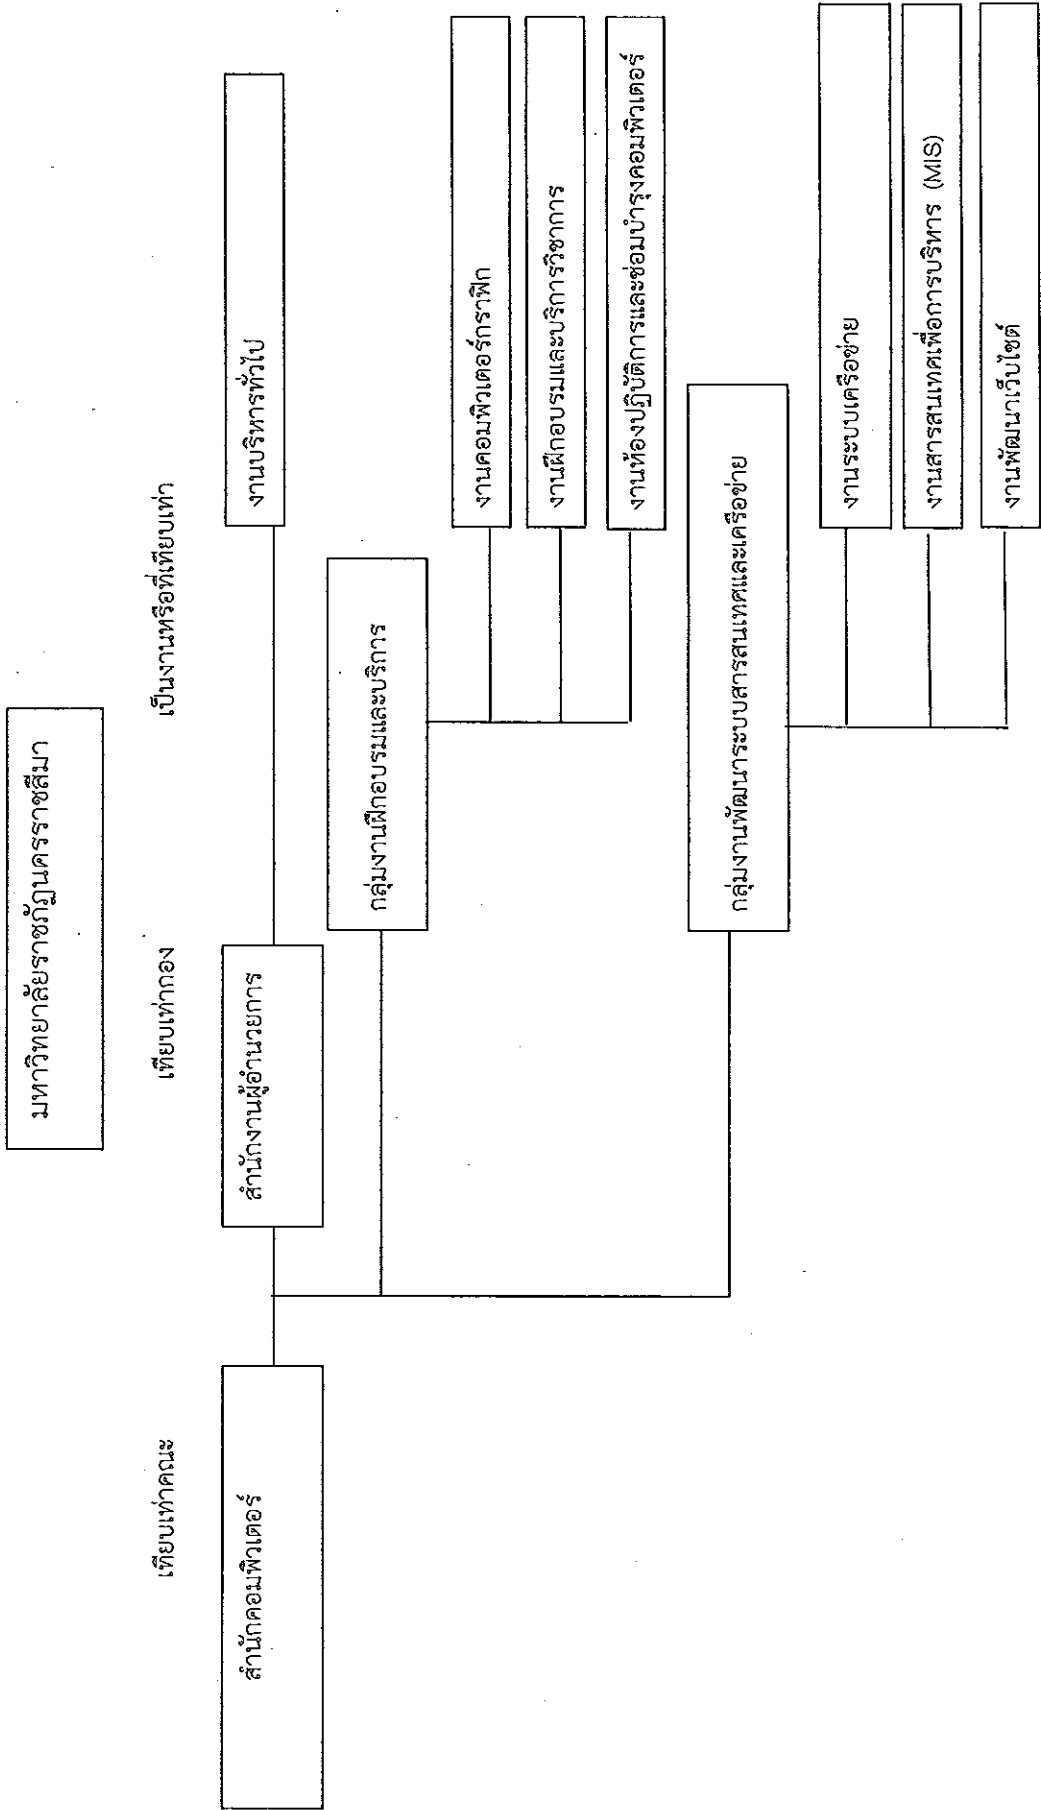 มหาวิทยาลัยราชภัฏนครราชสีมา
เทียบเท่าคณะ
เทียบเท่ากอง
เป็นงานหรือที่เทียบเท่า
สำนักคอมพิวเตอร์
สำนักงานผู้อำนวยการ
งานบริหารทั่วไป
กลุ่มงานฝึกอบรมและบริการ
งานคอมพิวเตอร์กราฟิก
งานฝึกอบรมและบริการวิชาการ
งานห้องปฏิบัติการและซ่อมบำรุงคอมพิวเตอร์
กลุ่มงานพัฒนาระบบสารสนเทศและเครือข่าย
งานระบบเครือข่าย
งานสารสนเทศเพื่อการบริหาร (MIS)
งานพัฒนาเว็บไซต์